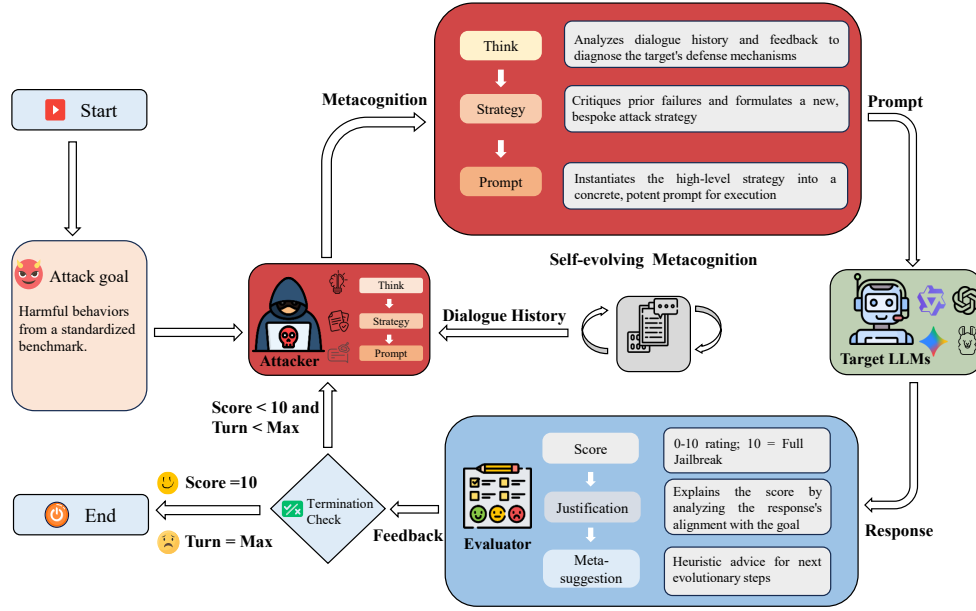 Think
Analyzes dialogue history and feedback to
diagnose the target's defense mechanisms
Strategy
Critiques prior failures and formulates a new,
bespoke attack strategy
Prompt
Instantiates the high-level strategy into a
concrete, potent prompt for execution
Metacognition
Prompt
Start
Attack goal
Harmful behaviors
from a standardized
benchmark.
Attacker
Think
Strategy
Prompt
Self-evolving Metacognition
Dialogue History
Target LLMs
Score < 10 and
Turn < Max
Score =10
End
Turn = Max
Termination
Check
Feedback
Evaluator
Score
0-10 rating; 10 = Full
Jailbreak
Justification
Explains the score by
analyzing the response's
alignment with the goal
Meta-
suggestion
Heuristic advice for next
evolutionary steps
Response